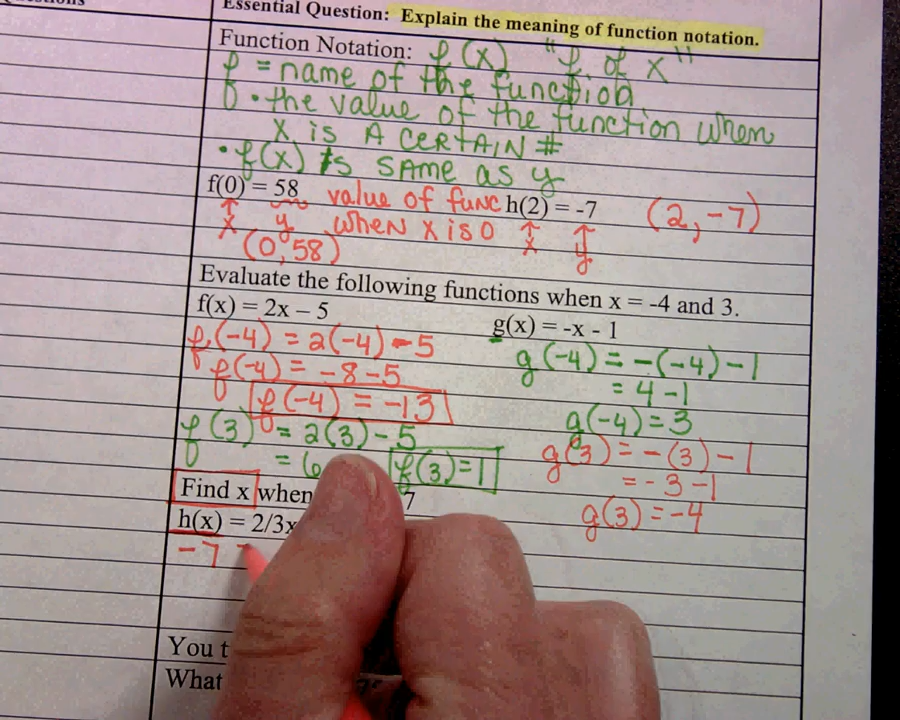 Essential Question: Explain the meaning of function notation.
Function Notation: f(x) "f of x"
f = name of the function
• the value of the function when
x is A CERTAIN #
• f(x) is SAME AS y
f(0) = 58 value of func h(2) = -7 (2, -7)
x y when x is 0 x y
(0, 58)
Evaluate the following functions when x = -4 and 3.
f(x) = 2x – 5 g(x) = -x - 1
f(-4) = 2(-4) - 5 g(-4) = -(-4) - 1
f(-4) = -8 - 5 = 4 - 1
f(-4) = -13 g(-4) = 3
f(3) = 2(3) - 5 g(3) = -(3) - 1
= 6 f(3) = 1 = -3 - 1
Find x when 7 g(3) = -4
h(x) = 2/3x
-7
You t
What